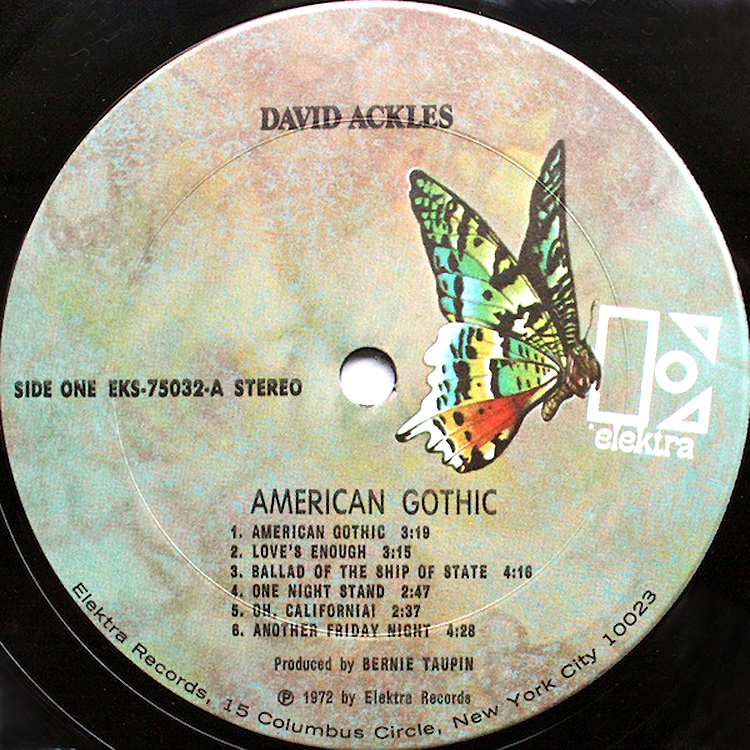 DAVID ACKLES
elektra
SIDE ONE EKS-75032-A STEREO
AMERICAN GOTHIC
1. AMERICAN GOTHIC 3:19
2. LOVE'S ENOUGH 3:15
3. BALLAD OF THE SHIP OF STATE 4:16
4. ONE NIGHT STAND 2:47
5. OH, CALIFORNIA! 2:37
6. ANOTHER FRIDAY NIGHT 4:28
Produced by BERNIE TAUPIN
℗ 1972 by Elektra Records
Elektra Records, 15 Columbus Circle, New York City 10023